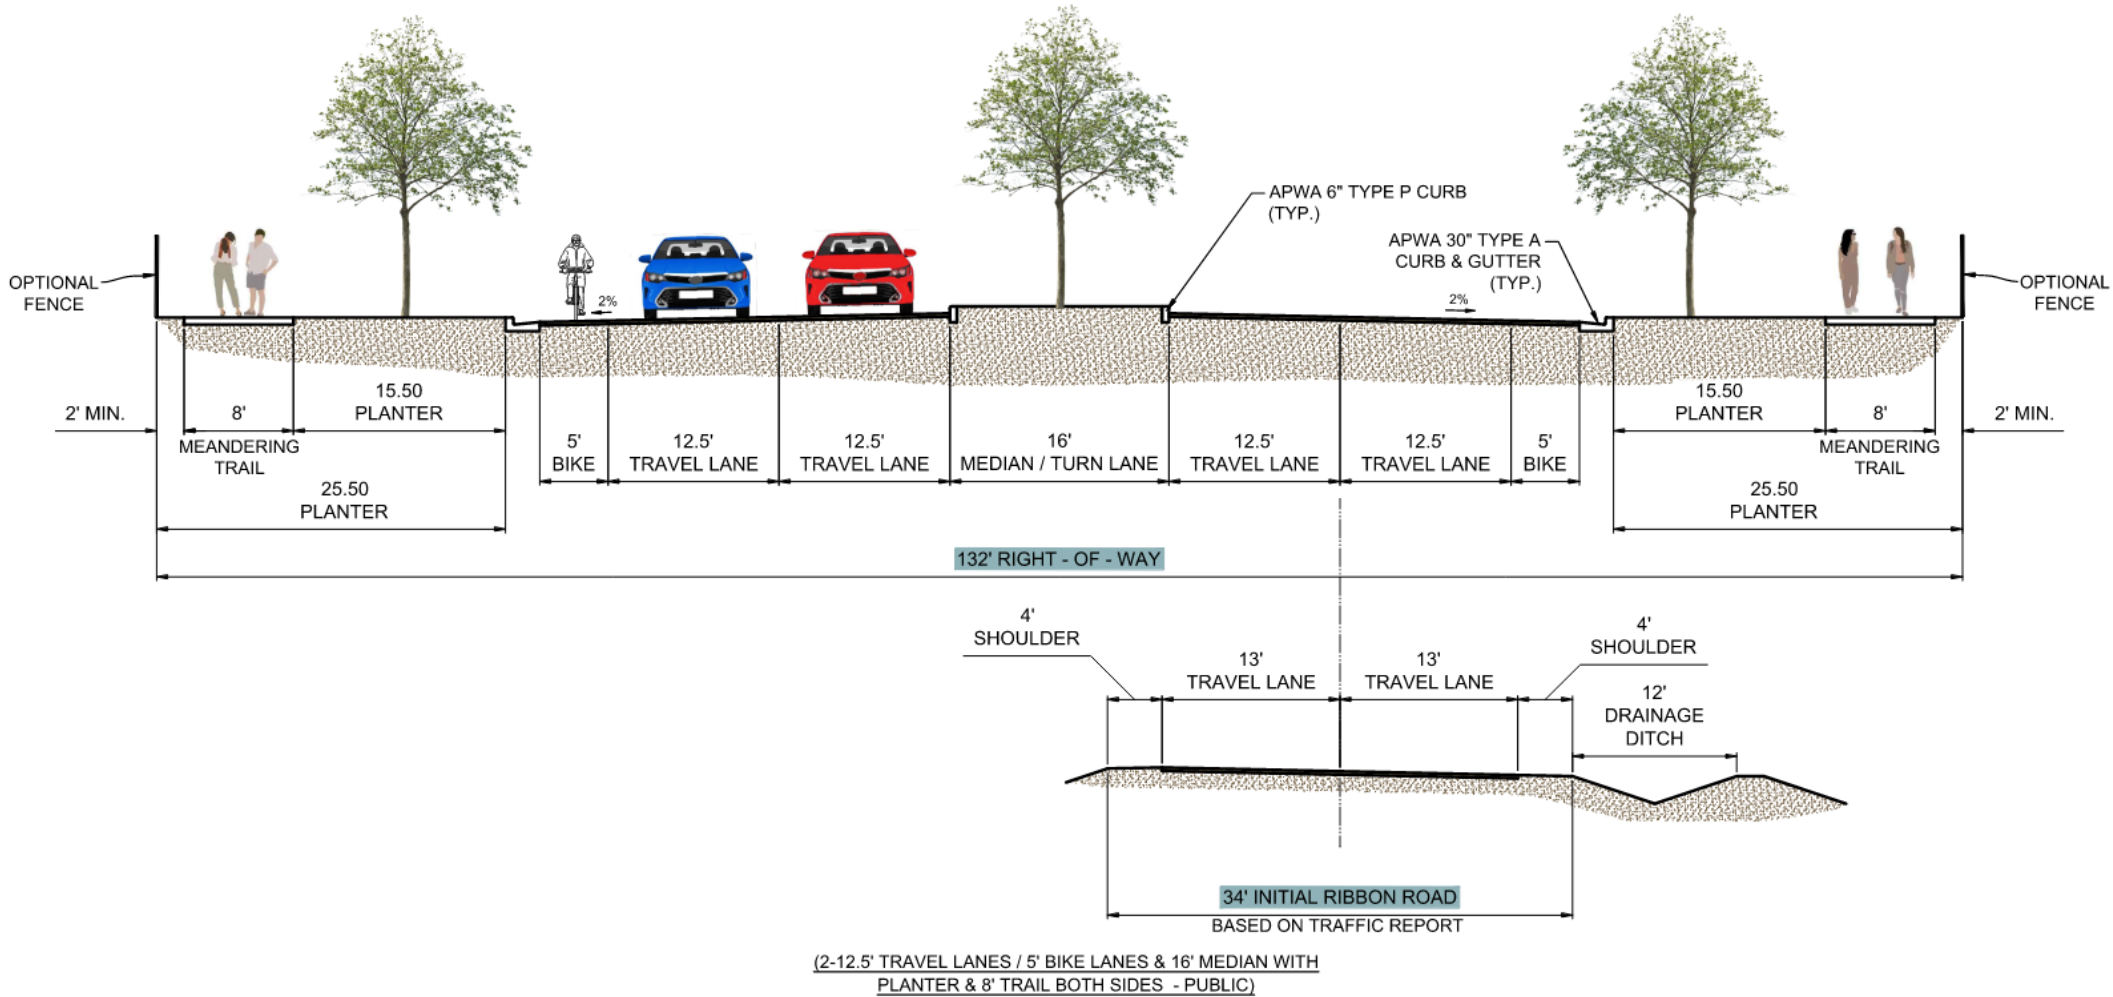 APWA 6" TYPE P CURB
(TYP.)
APWA 30" TYPE A
CURB & GUTTER
(TYP.)
OPTIONAL
FENCE
2%
2%
OPTIONAL
FENCE
2' MIN.
8'
MEANDERING
TRAIL
15.50
PLANTER
5'
BIKE
12.5'
TRAVEL LANE
12.5'
TRAVEL LANE
16'
MEDIAN / TURN LANE
12.5'
TRAVEL LANE
12.5'
TRAVEL LANE
5'
BIKE
15.50
PLANTER
8'
MEANDERING
TRAIL
2' MIN.
25.50
PLANTER
25.50
PLANTER
132' RIGHT - OF - WAY
4'
SHOULDER
13'
TRAVEL LANE
13'
TRAVEL LANE
4'
SHOULDER
12'
DRAINAGE
DITCH
34' INITIAL RIBBON ROAD
BASED ON TRAFFIC REPORT
(2-12.5' TRAVEL LANES / 5' BIKE LANES & 16' MEDIAN WITH
PLANTER & 8' TRAIL BOTH SIDES - PUBLIC)